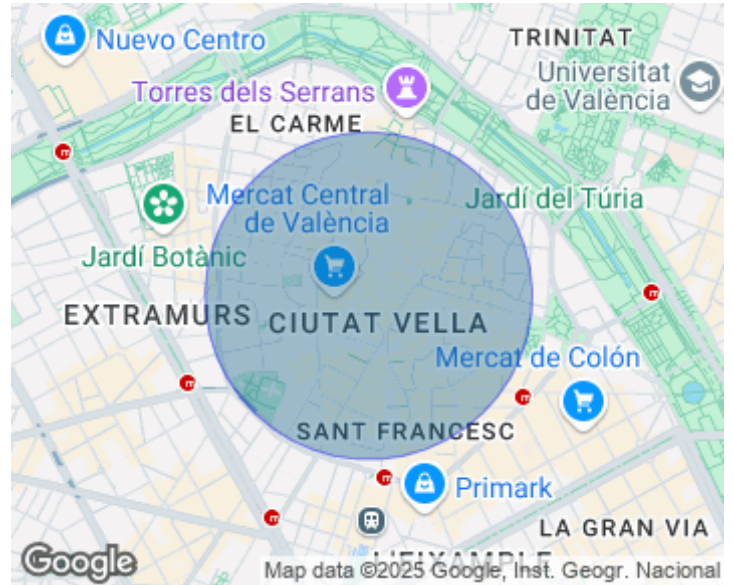 Nuevo Centro
TRINITAT
Universitat
de València
Torres dels Serrans
EL CARME
Mercat Central
de València
Jardí del Túria
Jardí Botànic
EXTRAMURS
CIUTAT VELLA
Mercat de Colón
SANT FRANCESC
Primark
LA GRAN VIA
L'EIXAMPLE
Google
Map data ©2025 Google, Inst. Geogr. Nacional